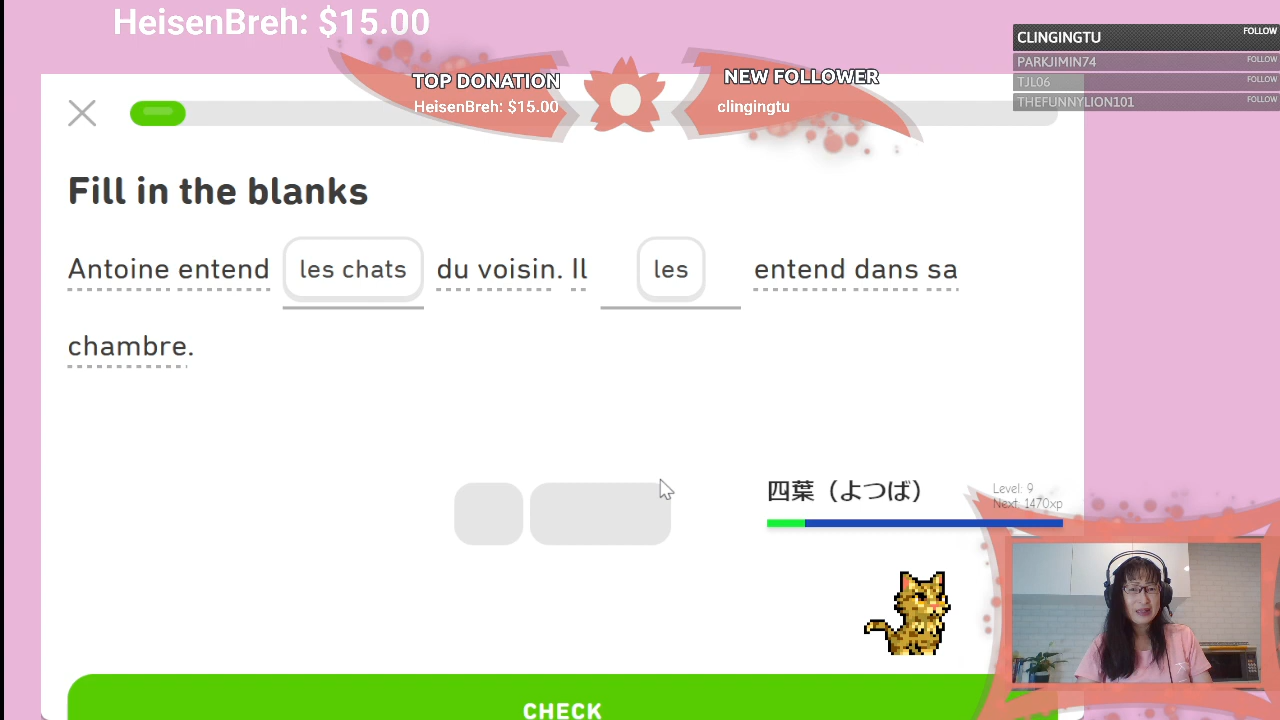 HeisenBreh: $15.00
TOP DONATION
HeisenBreh: $15.00
NEW FOLLOWER
clingingtu
CLINGINGTU FOLLOW
PARKJIMIN74 FOLLOW
TJL06 FOLLOW
THEFUNNYLION101 FOLLOW
Fill in the blanks
Antoine entend les chats du voisin. Il les entend dans sa
chambre.
四葉（よつば）
Level: 9
Next: 1470xp
CHECK